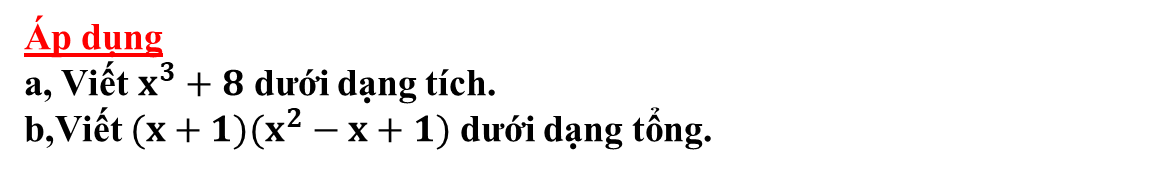 Áp dụng
a, Viết x³ + 8 dưới dạng tích.
b,Viết (x + 1)(x² − x + 1) dưới dạng tổng.